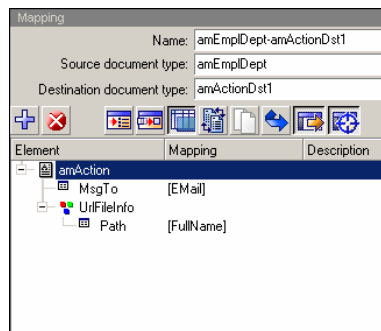 Mapping
Name: amEmplDept-amActionDst1
Source document type: amEmplDept
Destination document type: amActionDst1
Element Mapping Description
amAction
MsgTo [EMail]
UrlFileInfo
Path [FullName]